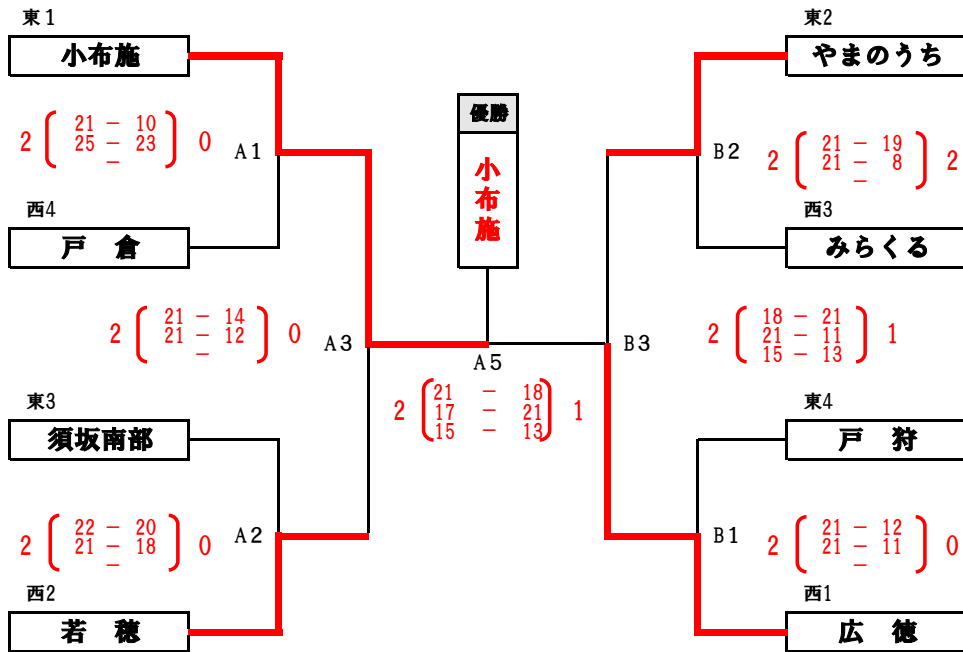 東1
小布施
2 21 － 10 0
25 － 23
－
A1
西4
戸 倉
2 21 － 14 0
21 － 12
－
A3
東3
須坂南部
2 22 － 20 0
21 － 18
－
A2
西2
若 穂
優勝
小布施
A5
2 21 － 18 1
17 － 21
15 － 13
東2
やまのうち
B2
2 21 － 19 2
21 － 8
－
西3
みらくる
B3
2 18 － 21 1
21 － 11
15 － 13
東4
戸 狩
B1
2 21 － 12 0
21 － 11
－
西1
広 徳